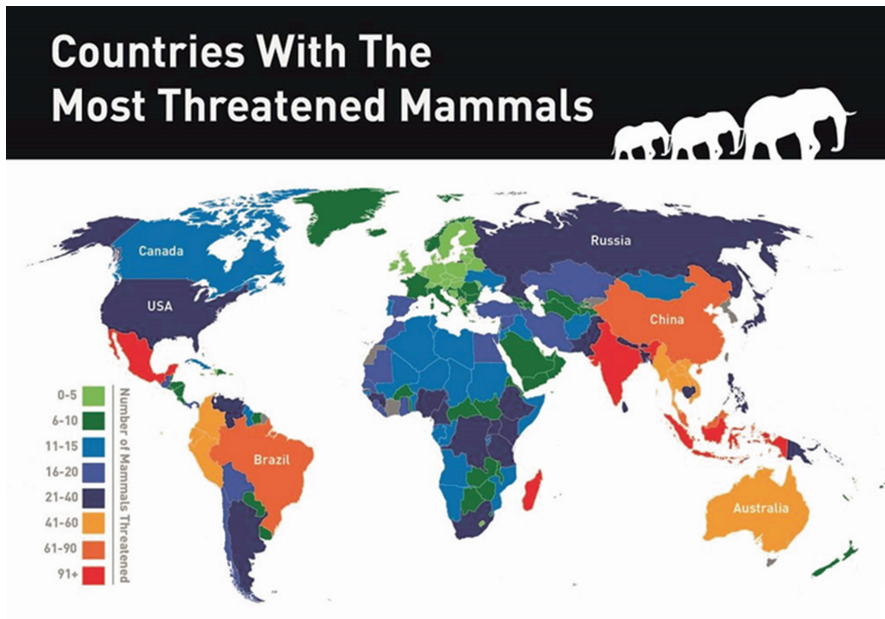 Countries With The
Most Threatened Mammals
Canada
Russia
USA
China
Brazil
Australia
0-5
6-10
11-15
16-20
21-40
41-60
61-90
91+
Number of Mammals Threatened